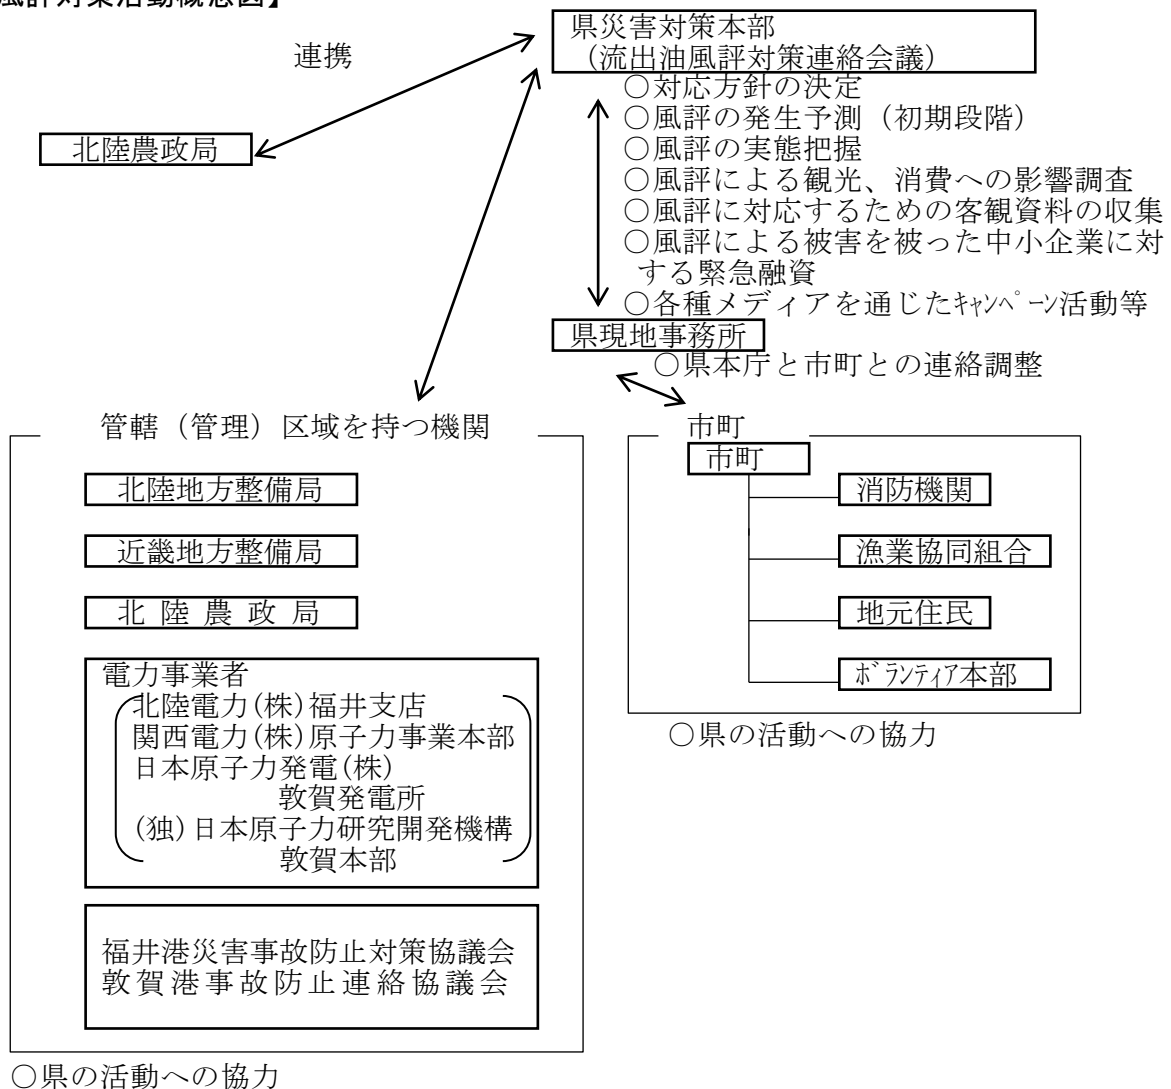 風評対策活動概念図】
県災害対策本部
（流出油風評対策連絡会議）
連携
○対応方針の決定
○風評の発生予測（初期段階）
北陸農政局
○風評の実態把握
○風評による観光、消費への影響調査
○風評に対応するための客観資料の収集
○風評による被害を被った中小企業に対
する緊急融資
○各種メディアを通じたｷｬﾝﾍﾟｰﾝ活動等
県現地事務所
○県本庁と市町との連絡調整
管轄（管理）区域を持つ機関
北陸地方整備局
近畿地方整備局
北 陸 農 政 局
電力事業者
北陸電力(株)福井支店
関西電力(株)原子力事業本部
日本原子力発電(株)
敦賀発電所
(独)日本原子力研究開発機構
敦賀本部
福井港災害事故防止対策協議会
敦賀港事故防止連絡協議会
○県の活動への協力
市町
市町
消防機関
漁業協同組合
地元住民
ﾎﾞﾗﾝﾃｨｱ本部
○県の活動への協力